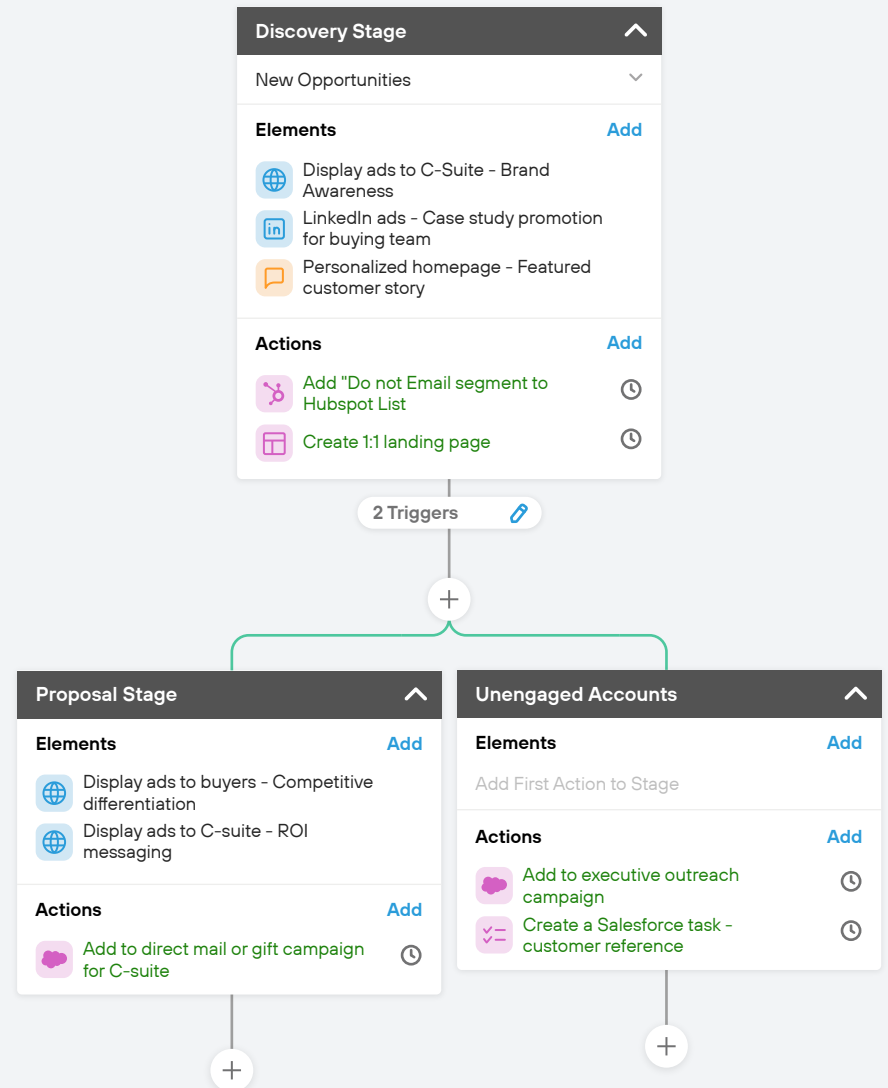 Discovery Stage
New Opportunities
Elements
Add
Display ads to C-Suite - Brand
Awareness
in
LinkedIn ads - Case study promotion
for buying team
Personalized homepage - Featured
customer story
Actions
Add
Add "Do not Email segment to
Hubspot List
Create 1:1 landing page
2 Triggers
Proposal Stage
Elements
Add
Display ads to buyers - Competitive
differentiation
Display ads to C-suite - ROI
messaging
Actions
Add
Add to direct mail or gift campaign
for C-suite
Unengaged Accounts
Elements
Add
Add First Action to Stage
Actions
Add
Add to executive outreach
campaign
Create a Salesforce task -
customer reference